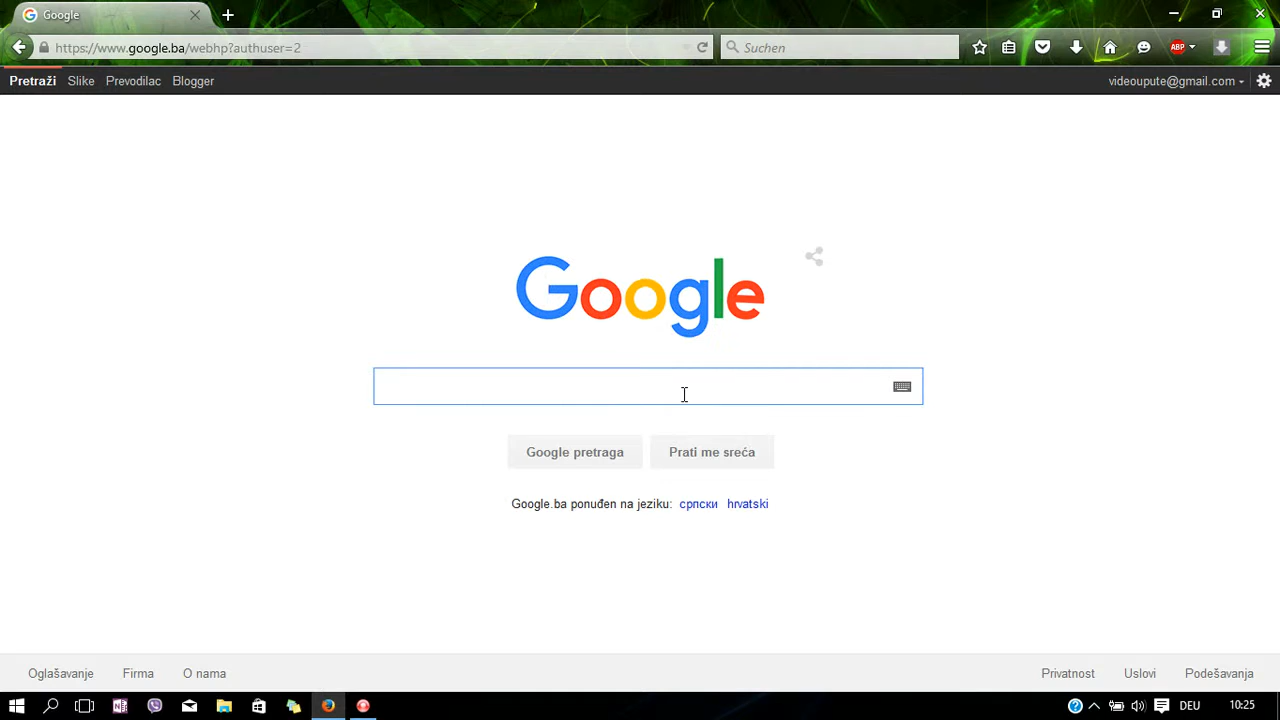 Google
https://www.google.ba/webhp?authuser=2
Suchen
ABP
Pretraži Slike Prevodilac Blogger
videoupute@gmail.com
Google
Google pretraga Prati me sreća
Google.ba ponuđen na jeziku: српски hrvatski
Oglašavanje Firma O nama
Privatnost Uslovi Podešavanja
DEU 10:25